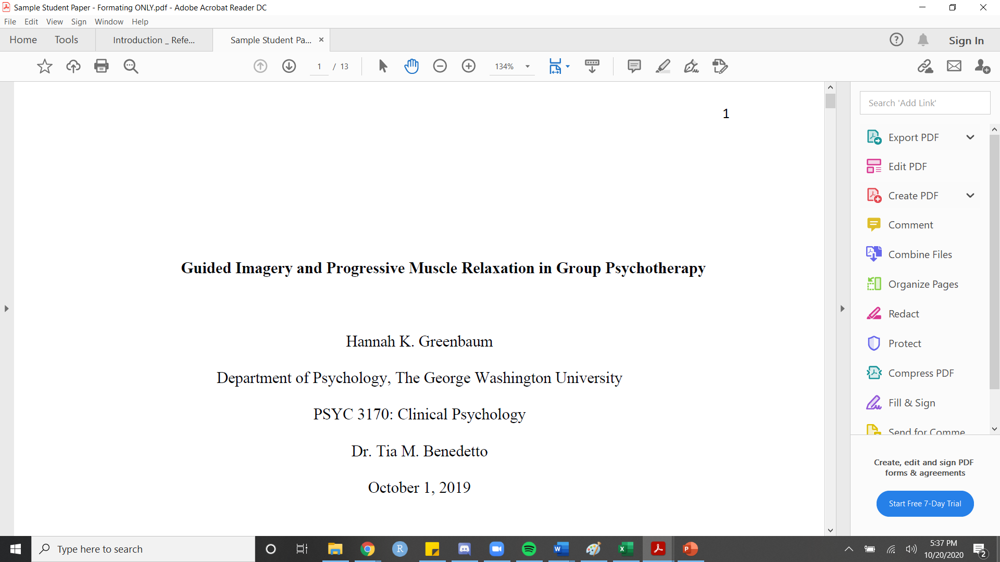 Sample Student Paper - Formating ONLY.pdf - Adobe Acrobat Reader DC
File Edit View Sign Window Help
Home Tools Introduction _ Refe... Sample Student Pa... × Sign In
1 / 13 134%
Search 'Add Link'
1
Export PDF
Edit PDF
Create PDF
Comment
Combine Files
Guided Imagery and Progressive Muscle Relaxation in Group Psychotherapy
Organize Pages
Redact
Hannah K. Greenbaum
Protect
Department of Psychology, The George Washington University
Compress PDF
Fill & Sign
PSYC 3170: Clinical Psychology
Send for Comme
Dr. Tia M. Benedetto
Create, edit and sign PDF
forms & agreements
October 1, 2019
Start Free 7-Day Trial
Type here to search
5:37 PM
10/20/2020
2